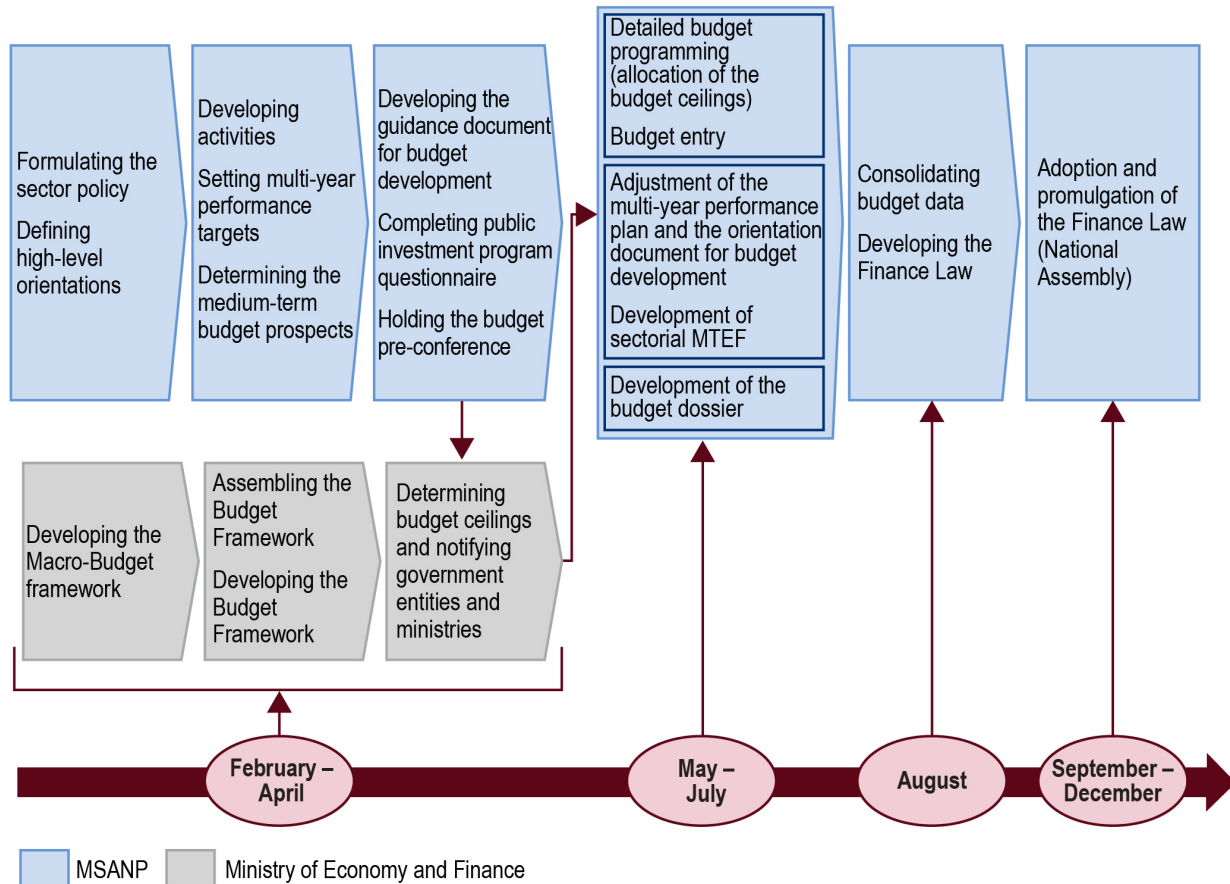 Formulating the
sector policy
Defining
high-level
orientations
Developing
activities
Setting multi-year
performance
targets
Determining the
medium-term
budget prospects
Developing the
guidance document
for budget
development
Completing public
investment program
questionnaire
Holding the budget
pre-conference
Detailed budget
programming
(allocation of the
budget ceilings)
Budget entry
Adjustment of the
multi-year performance
plan and the orientation
document for budget
development
Development of
sectorial MTEF
Development of the
budget dossier
Consolidating
budget data
Developing the
Finance Law
Adoption and
promulgation of
the Finance Law
(National
Assembly)
Developing the
Macro-Budget
framework
Assembling the
Budget
Framework
Developing the
Budget
Framework
Determining
budget ceilings
and notifying
government
entities and
ministries
February –
April
May –
July
August
September –
December
MSANP
Ministry of Economy and Finance